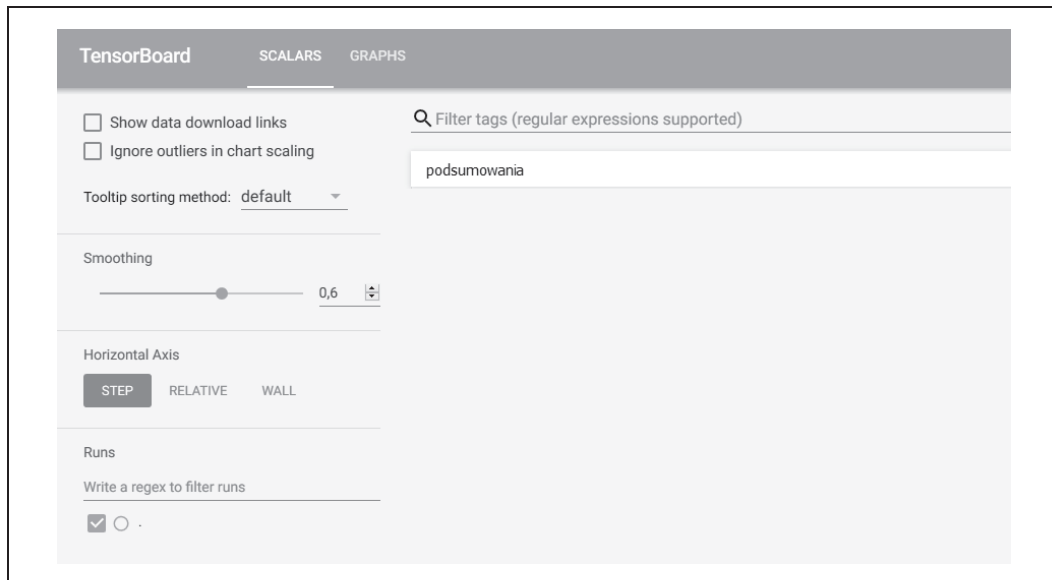 TensorBoard SCALARS GRAPHS
Show data download links
Ignore outliers in chart scaling
Tooltip sorting method: default
Smoothing
0,6
Horizontal Axis
STEP RELATIVE WALL
Runs
Write a regex to filter runs
.
Filter tags (regular expressions supported)
podsumowania